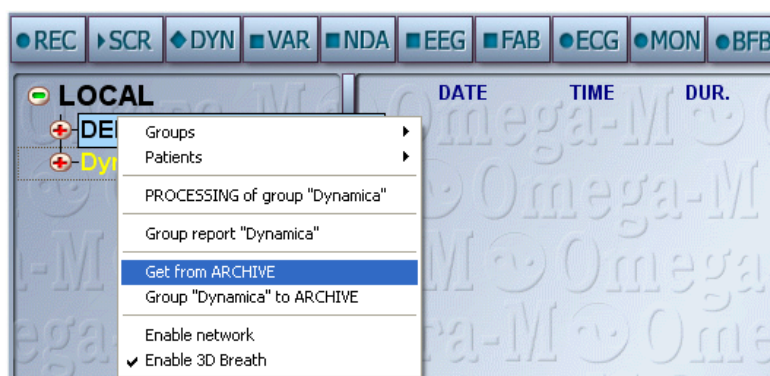 REC SCR DYN VAR NDA EEG FAB ECG MON BFB
LOCAL
DATE TIME DUR.
Groups
Patients
PROCESSING of group "Dynamica"
Group report "Dynamica"
Get from ARCHIVE
Group "Dynamica" to ARCHIVE
Enable network
Enable 3D Breath
Omega-M